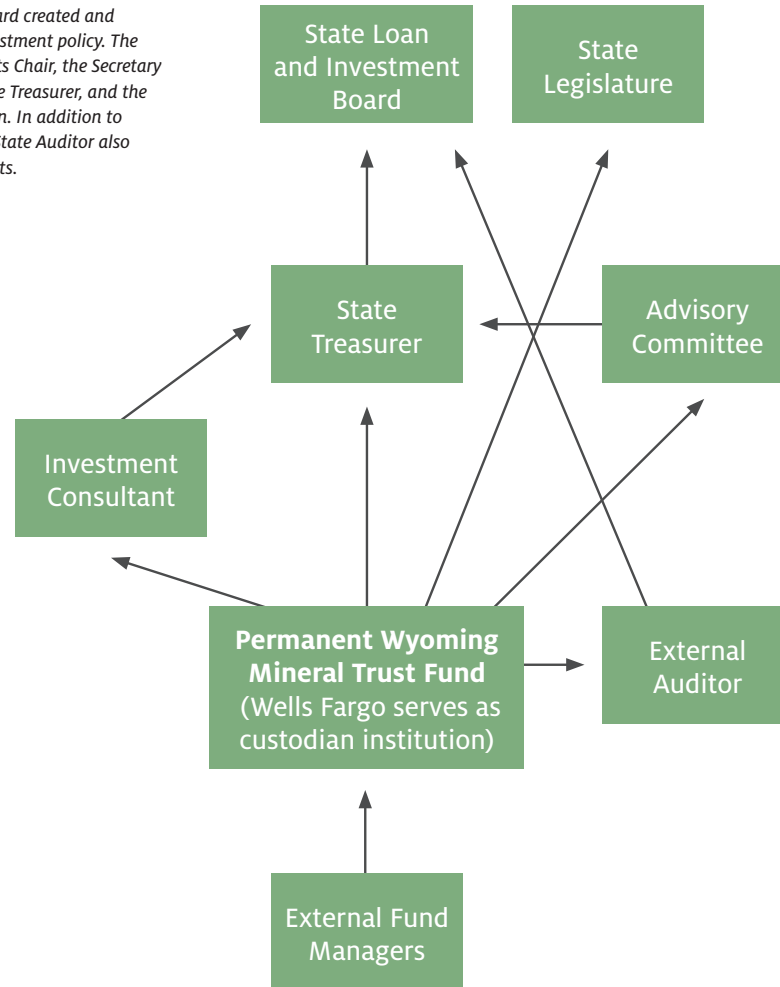 ard created and
estment policy. The
ts Chair, the Secretary
e Treasurer, and the
n. In addition to
State Auditor also
ts.
State Loan
and Investment
Board
State
Legislature
State
Treasurer
Advisory
Committee
Investment
Consultant
Permanent Wyoming
Mineral Trust Fund
(Wells Fargo serves as
custodian institution)
External
Auditor
External Fund
Managers